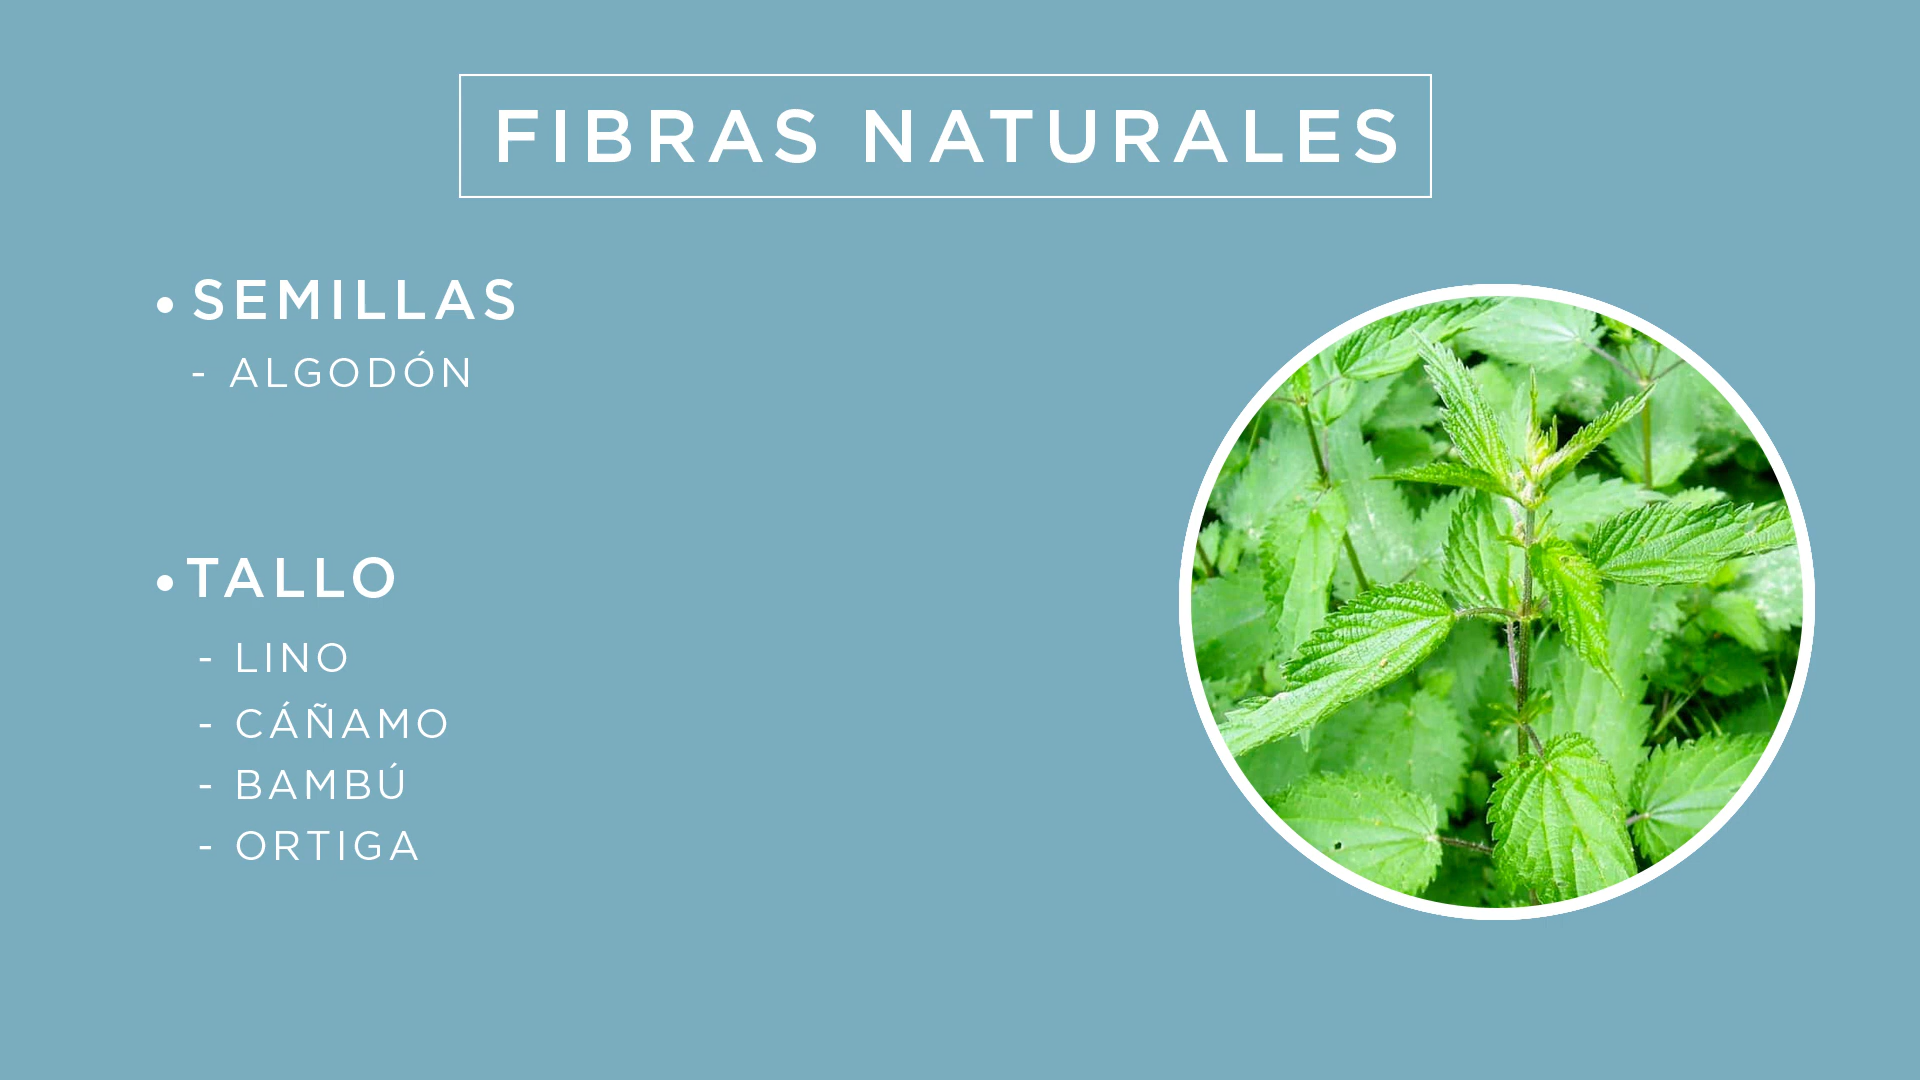 FIBRAS NATURALES
• SEMILLAS
- ALGODÓN
• TALLO
- LINO
- CÁÑAMO
- BAMBÚ
- ORTIGA